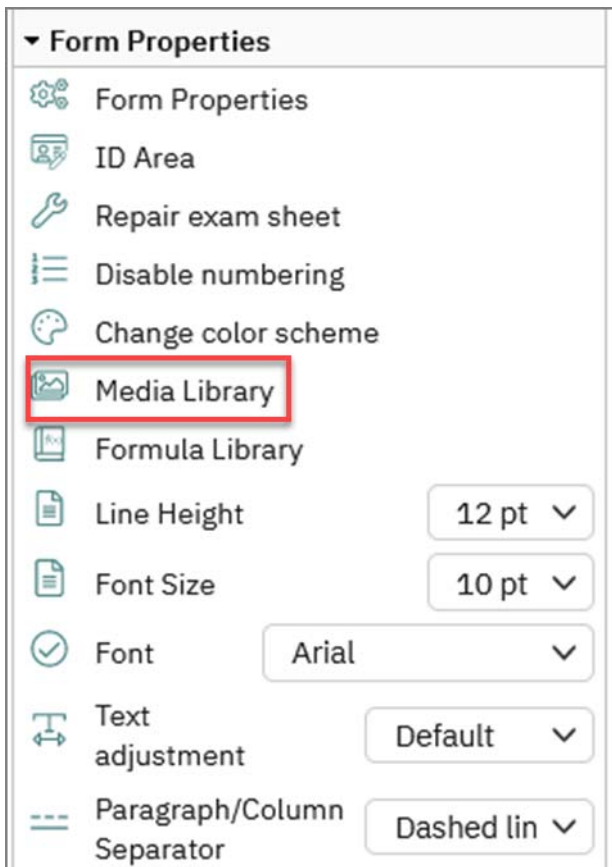 Form Properties
Form Properties
ID Area
Repair exam sheet
Disable numbering
Change color scheme
Media Library
Formula Library
Line Height 12 pt
Font Size 10 pt
Font Arial
Text
adjustment Default
Paragraph/Column
Separator Dashed lin